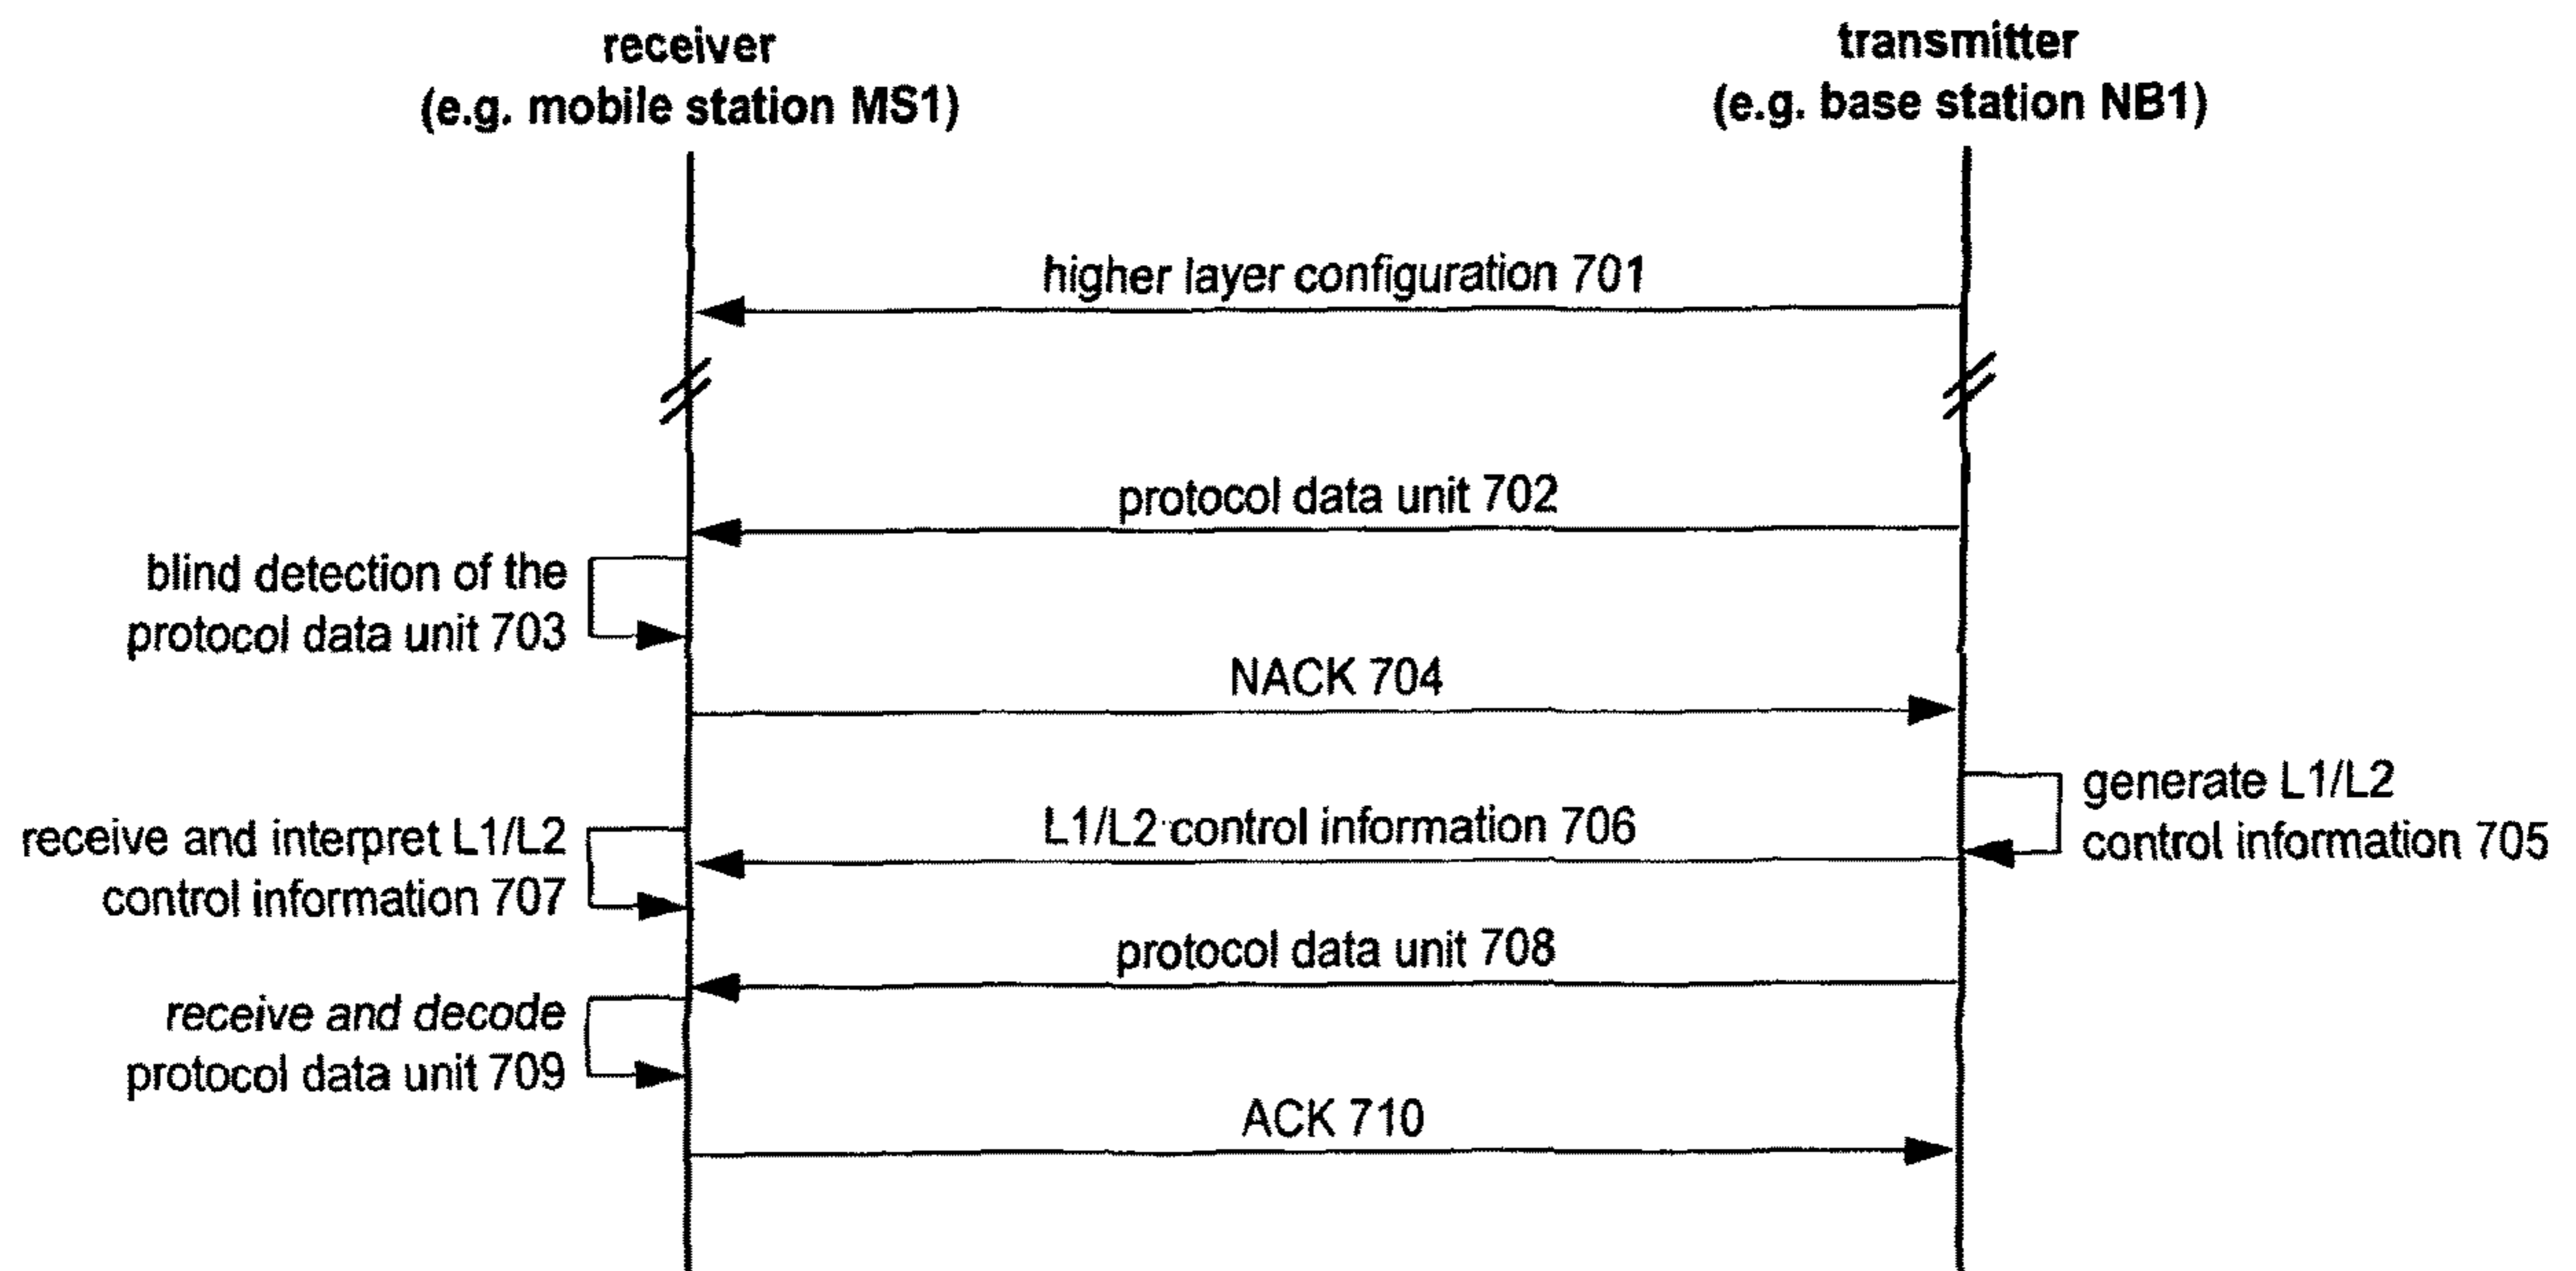 receiver
(e.g. mobile station MS1)
transmitter
(e.g. base station NB1)
higher layer configuration 701
protocol data unit 702
blind detection of the
protocol data unit 703
NACK 704
generate L1/L2
control information 705
L1/L2 control information 706
receive and interpret L1/L2
control information 707
protocol data unit 708
receive and decode
protocol data unit 709
ACK 710